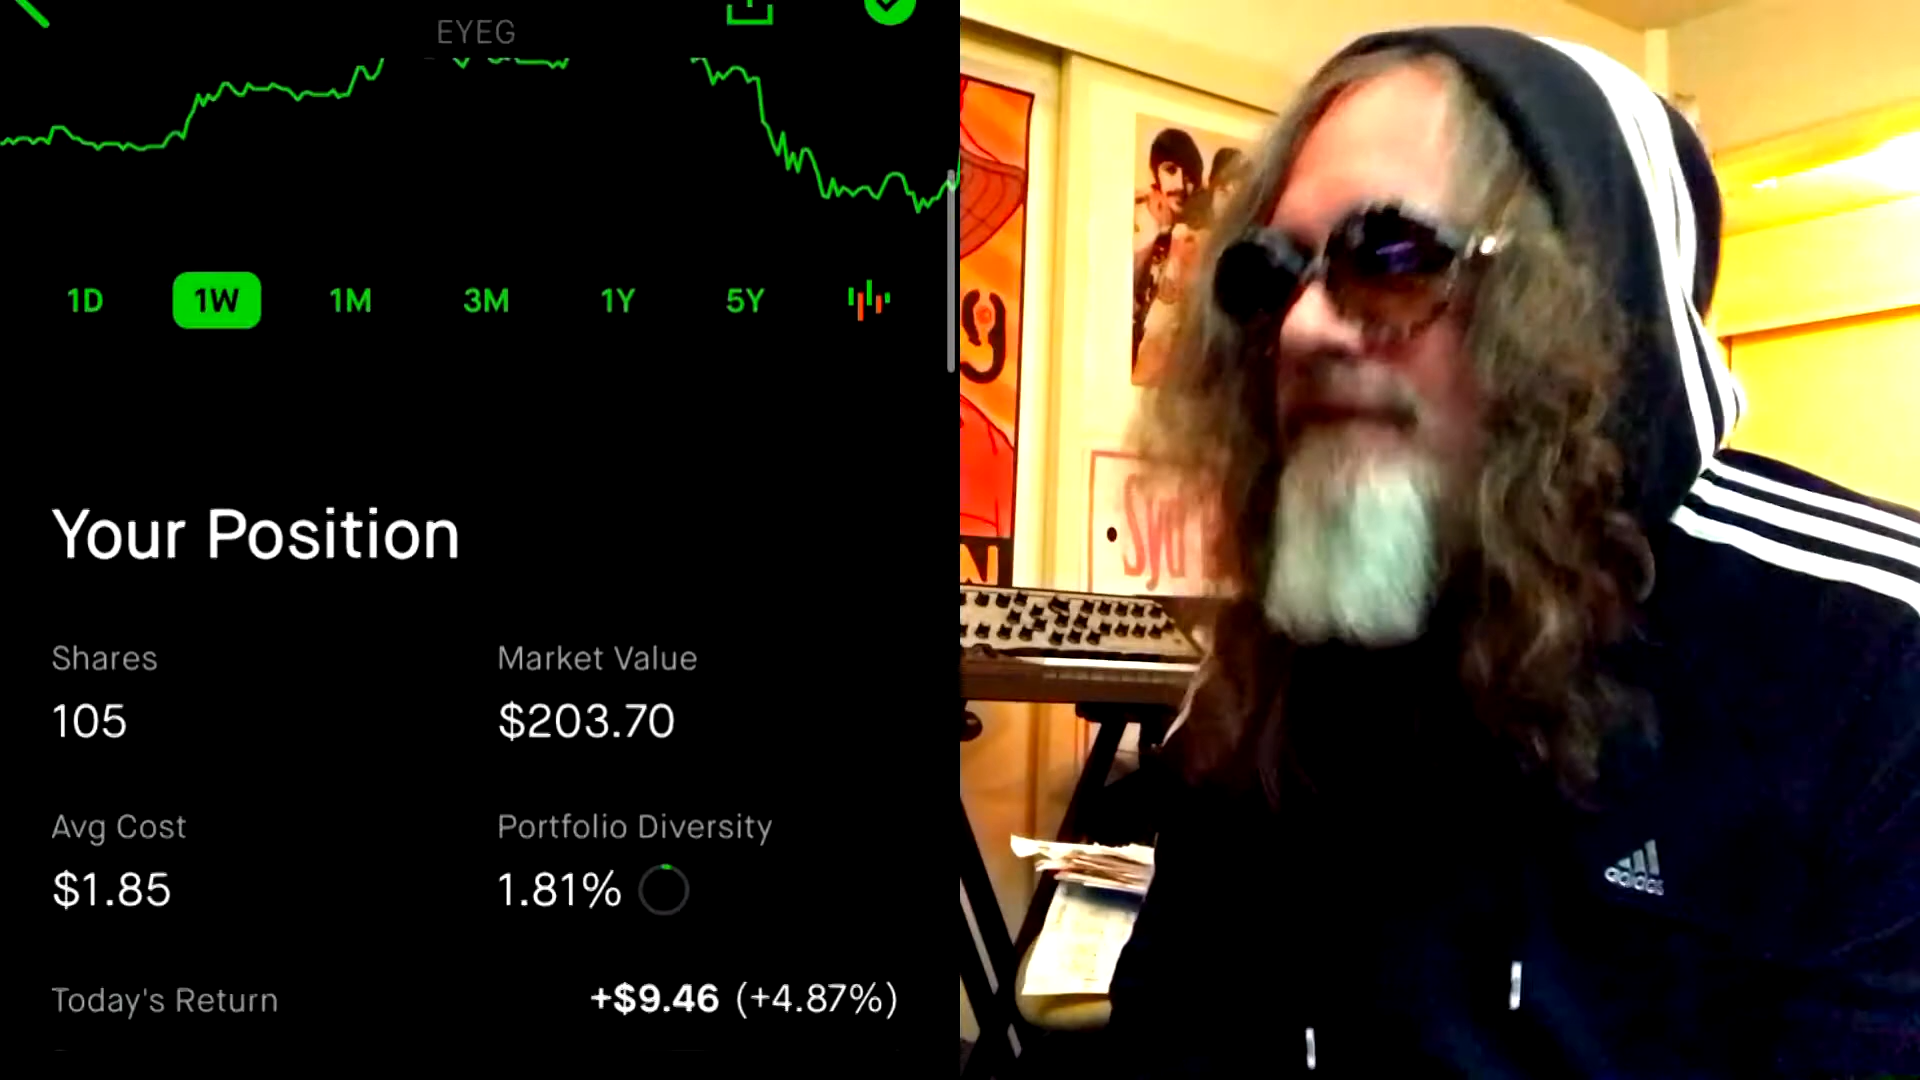 EYEG
1D 1W 1M 3M 1Y 5Y
Your Position
Shares
105
Market Value
$203.70
Avg Cost
$1.85
Portfolio Diversity
1.81%
Today's Return
+$9.46 (+4.87%)
adidas